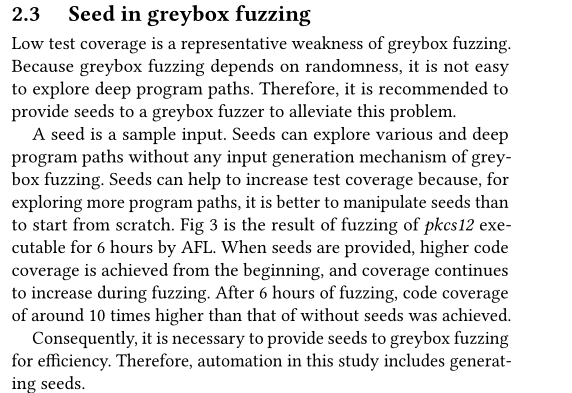 2.3 Seed in greybox fuzzing
Low test coverage is a representative weakness of greybox fuzzing.
Because greybox fuzzing depends on randomness, it is not easy
to explore deep program paths. Therefore, it is recommended to
provide seeds to a greybox fuzzer to alleviate this problem.
A seed is a sample input. Seeds can explore various and deep
program paths without any input generation mechanism of grey-
box fuzzing. Seeds can help to increase test coverage because, for
exploring more program paths, it is better to manipulate seeds than
to start from scratch. Fig 3 is the result of fuzzing of pkcs12 exe-
cutable for 6 hours by AFL. When seeds are provided, higher code
coverage is achieved from the beginning, and coverage continues
to increase during fuzzing. After 6 hours of fuzzing, code coverage
of around 10 times higher than that of without seeds was achieved.
Consequently, it is necessary to provide seeds to greybox fuzzing
for efficiency. Therefore, automation in this study includes generat-
ing seeds.